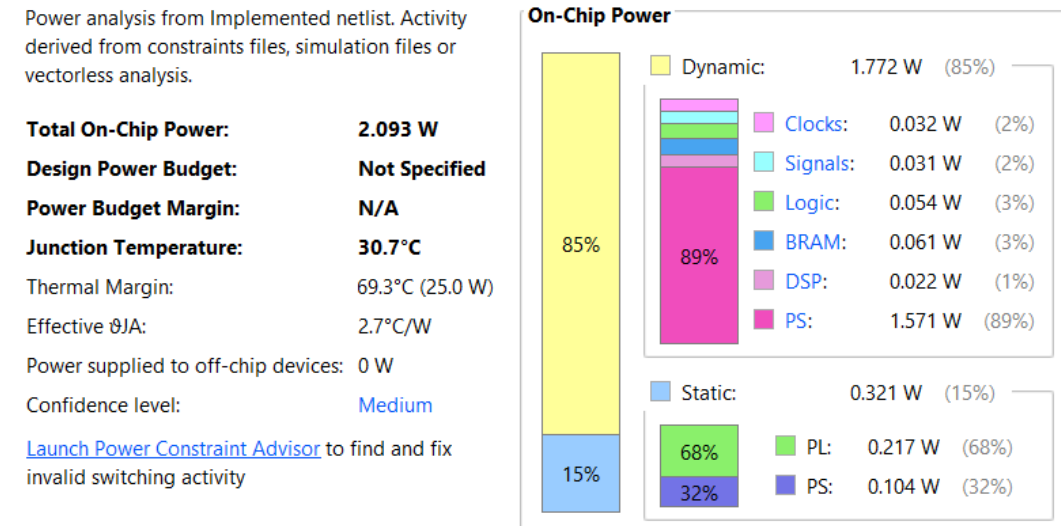 Power analysis from Implemented netlist. Activity
derived from constraints files, simulation files or
vectorless analysis.
Total On-Chip Power: 2.093 W
Design Power Budget: Not Specified
Power Budget Margin: N/A
Junction Temperature: 30.7°C
Thermal Margin: 69.3°C (25.0 W)
Effective ϑJA: 2.7°C/W
Power supplied to off-chip devices: 0 W
Confidence level: Medium
Launch Power Constraint Advisor to find and fix
invalid switching activity
On-Chip Power
85%
15%
Dynamic: 1.772 W (85%)
89%
Clocks: 0.032 W (2%)
Signals: 0.031 W (2%)
Logic: 0.054 W (3%)
BRAM: 0.061 W (3%)
DSP: 0.022 W (1%)
PS: 1.571 W (89%)
Static: 0.321 W (15%)
68%
32%
PL: 0.217 W (68%)
PS: 0.104 W (32%)